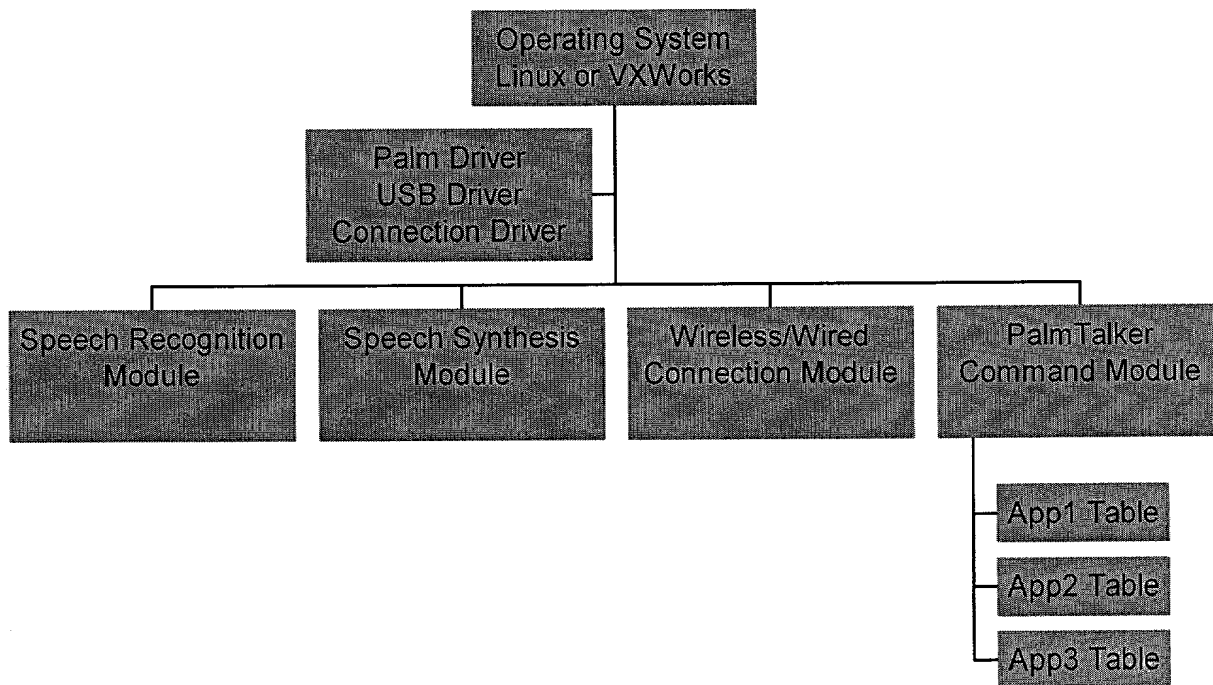 Operating System
Linux or VXWorks
Palm Driver
USB Driver
Connection Driver
Speech Recognition
Module
Speech Synthesis
Module
Wireless/Wired
Connection Module
PalmTalker
Command Module
App1 Table
App2 Table
App3 Table